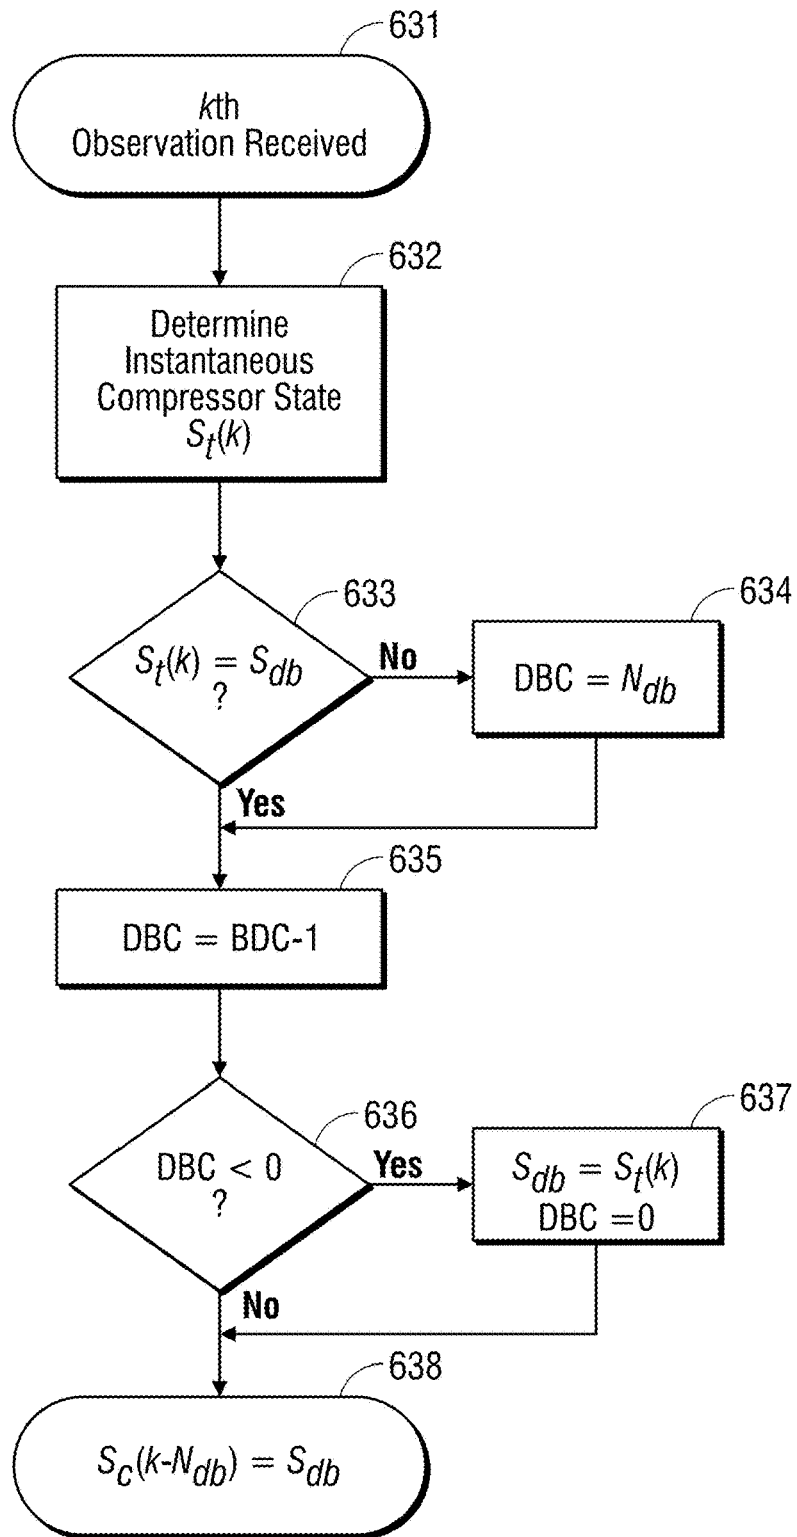 631
kth
Observation Received
632
Determine
Instantaneous
Compressor State
St(k)
633
St(k) = Sdb
?
No
634
DBC = Ndb
Yes
635
DBC = BDC-1
636
DBC < 0
?
Yes
637
Sdb = St(k)
DBC =0
No
638
Sc(k-Ndb) = Sdb